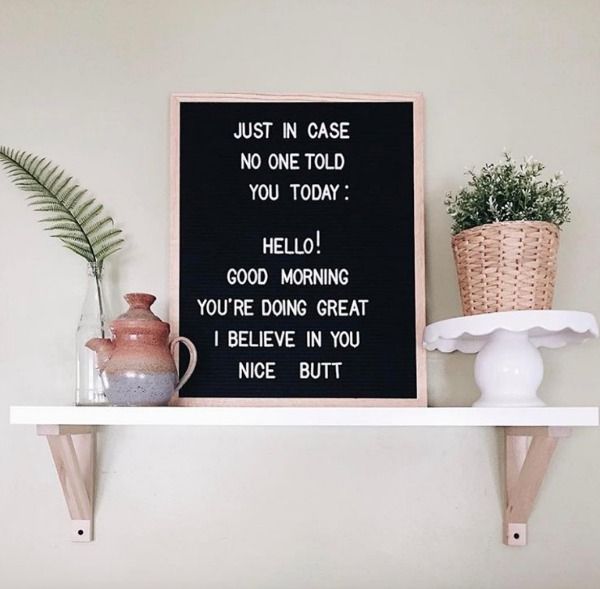 JUST IN CASE
NO ONE TOLD
YOU TODAY:
HELLO!
GOOD MORNING
YOU'RE DOING GREAT
I BELIEVE IN YOU
NICE BUTT